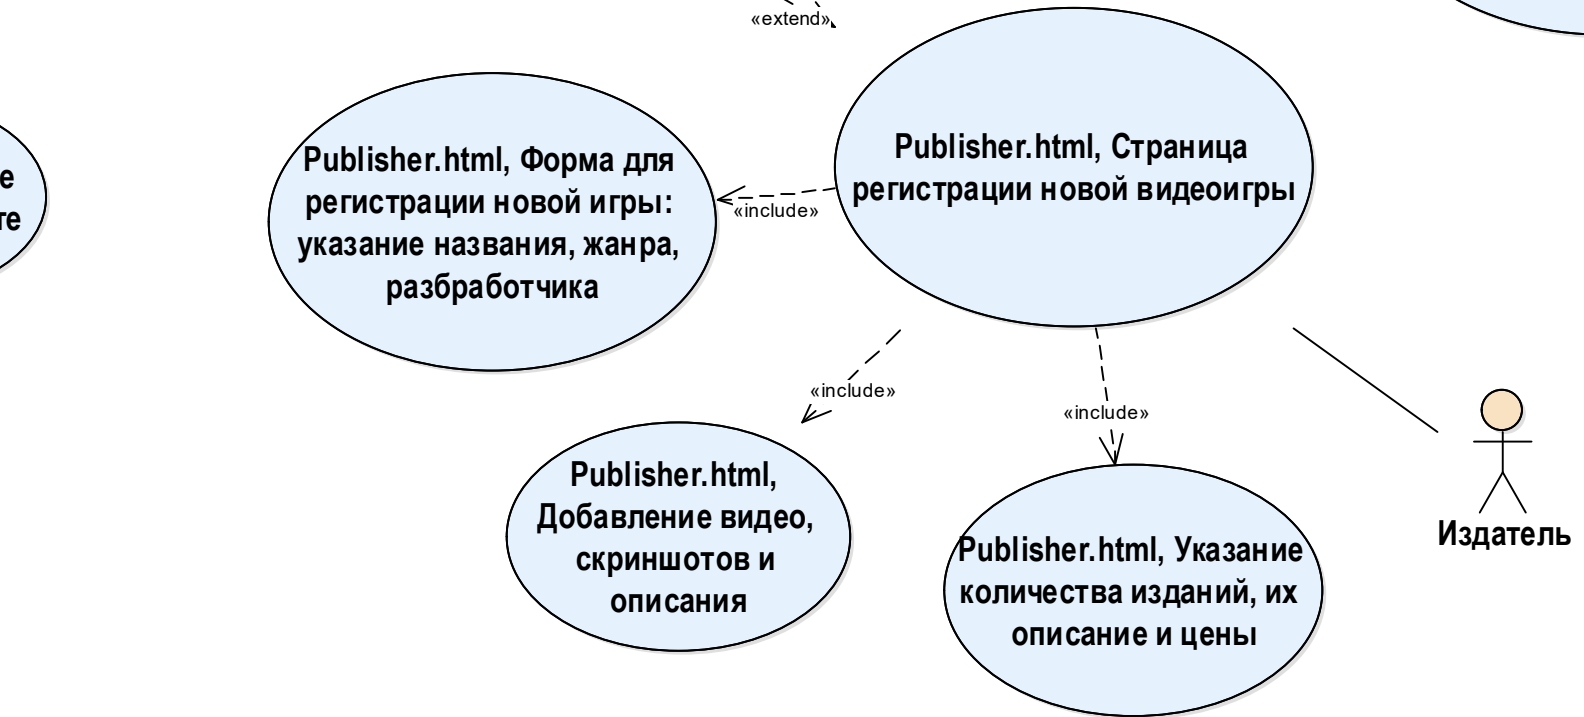 «extend»
Publisher.html, Страница
регистрации новой видеоигры
Publisher.html, Форма для
регистрации новой игры:
указание названия, жанра,
разбработчика
«include»
«include»
«include»
Publisher.html,
Добавление видео,
скриншотов и
описания
Publisher.html, Указание
количества изданий, их
описание и цены
Издатель